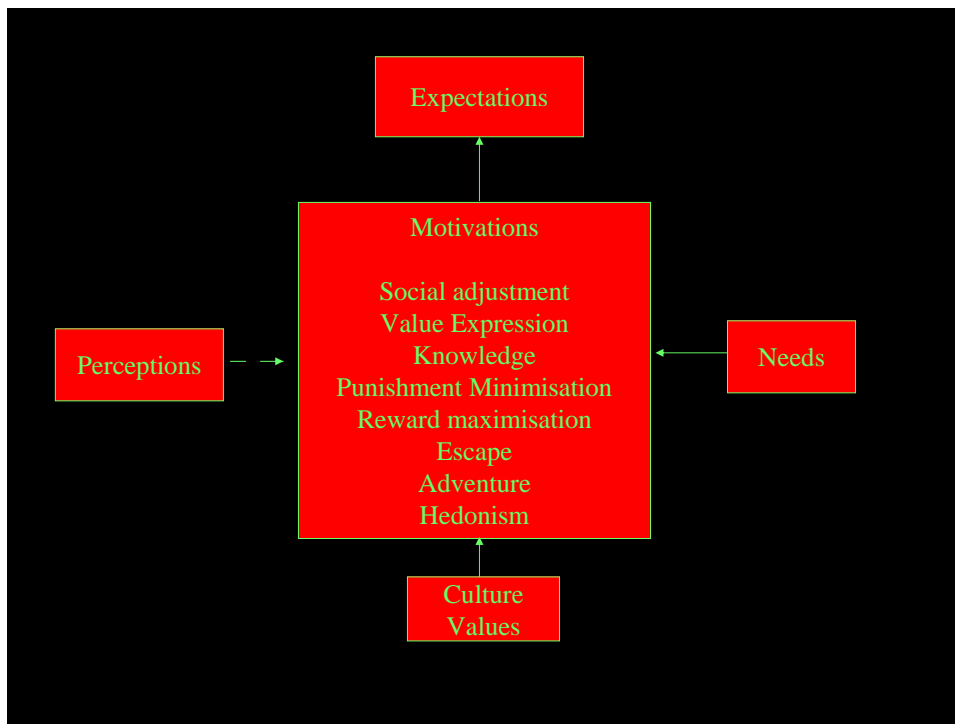 Expectations
Motivations
Social adjustment
Value Expression
Knowledge
Punishment Minimisation
Reward maximisation
Escape
Adventure
Hedonism
Perceptions
Needs
Culture
Values